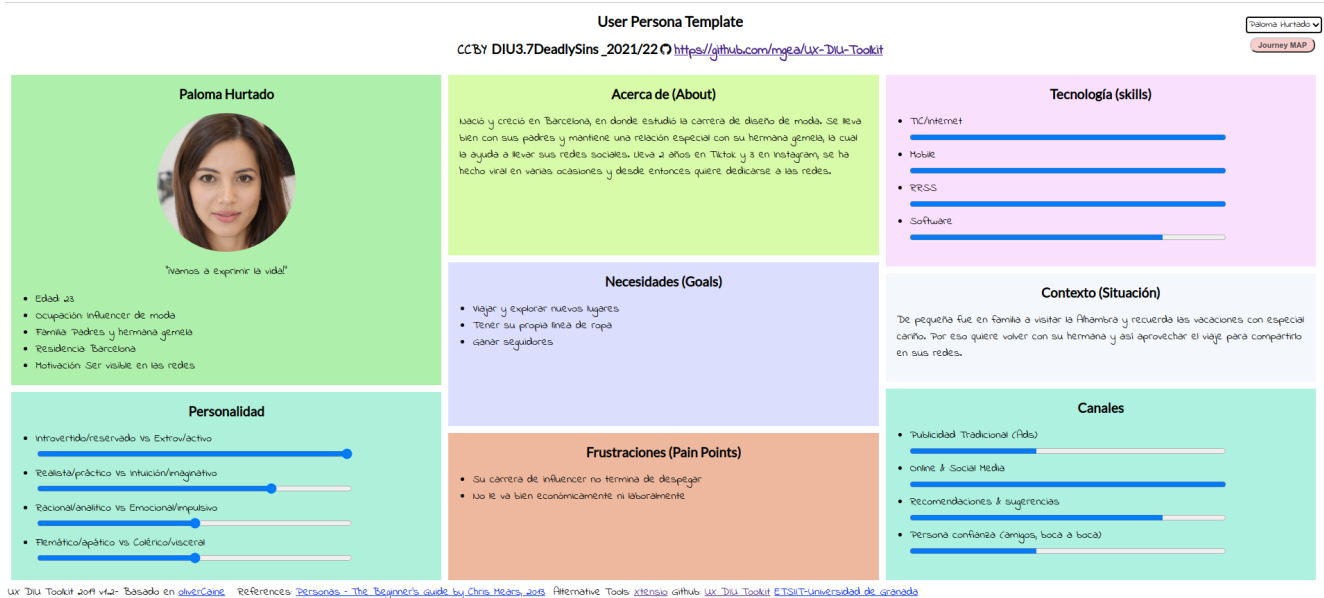 User Persona Template
CCBY DIU3.7DeadlySins _2021/22 https://github.com/mgea/UX-DIU-Toolkit
Paloma Hurtado
Journey MAP
Paloma Hurtado
"¡Vamos a exprimir la vida!"
Edad: 23
Ocupación: Influencer de moda
Familia: Padres y hermana gemela
Residencia: Barcelona
Motivación: Ser visible en las redes
Personalidad
Introvertido/reservado Vs Extrov/activo
Realista/práctico Vs Intuición/imaginativo
Racional/analítico Vs Emocional/impulsivo
Flemático/apático Vs Colérico/visceral
Acerca de (About)
Nació y creció en Barcelona, en donde estudió la carrera de diseño de moda. Se lleva
bien con sus padres y mantiene una relación especial con su hermana gemela, la cual
la ayuda a llevar sus redes sociales. Lleva 2 años en Tiktok y 3 en Instagram, se ha
hecho viral en varias ocasiones y desde entonces quiere dedicarse a las redes.
Necesidades (Goals)
Viajar y explorar nuevos lugares
Tener su propia línea de ropa
Ganar seguidores
Frustraciones (Pain Points)
Su carrera de influencer no termina de despegar
No le va bien económicamente ni laboralmente
Tecnología (skills)
TIC/Internet
Mobile
RRSS
Software
Contexto (Situación)
De pequeña fue en familia a visitar la Alhambra y recuerda las vacaciones con especial
cariño. Por eso quiere volver con su hermana y así aprovechar el viaje para compartirlo
en sus redes.
Canales
Publicidad Tradicional (Ads)
Online & Social Media
Recomendaciones & sugerencias
Persona confianza (amigos, boca a boca)
UX DIU Toolkit 2019 v1.2- Basado en oliverCaine References: Personas - The Beginner's Guide by Chris Mears, 2013 Alternative Tools: xtensio Github: UX DIU Toolkit ETSIIT-Universidad de Granada